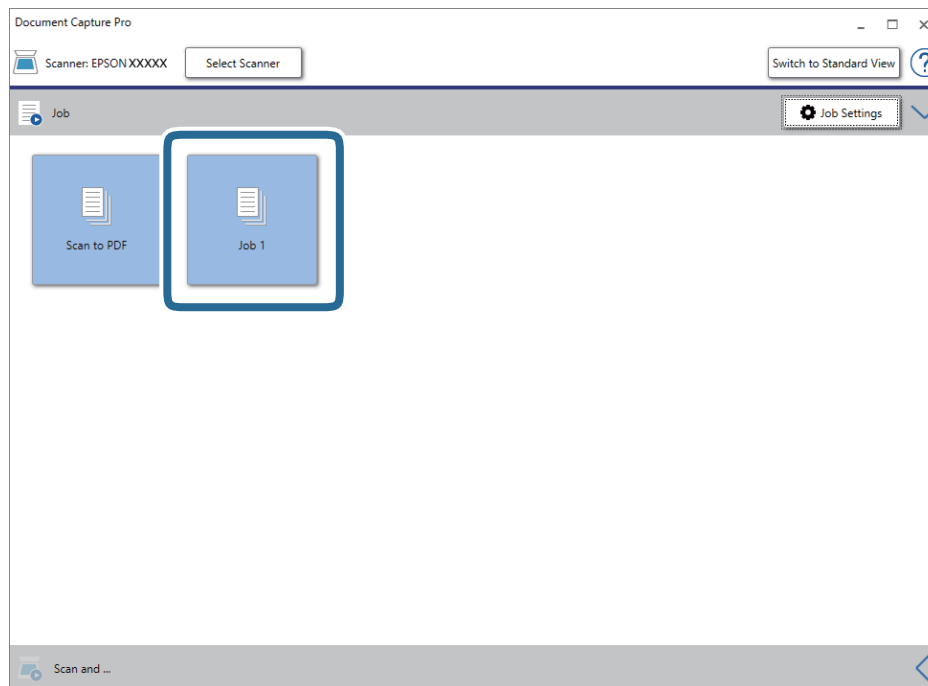 Document Capture Pro
Scanner: EPSON XXXXX
Select Scanner
Switch to Standard View
?
Job
Job Settings
Scan to PDF
Job 1
Scan and ...